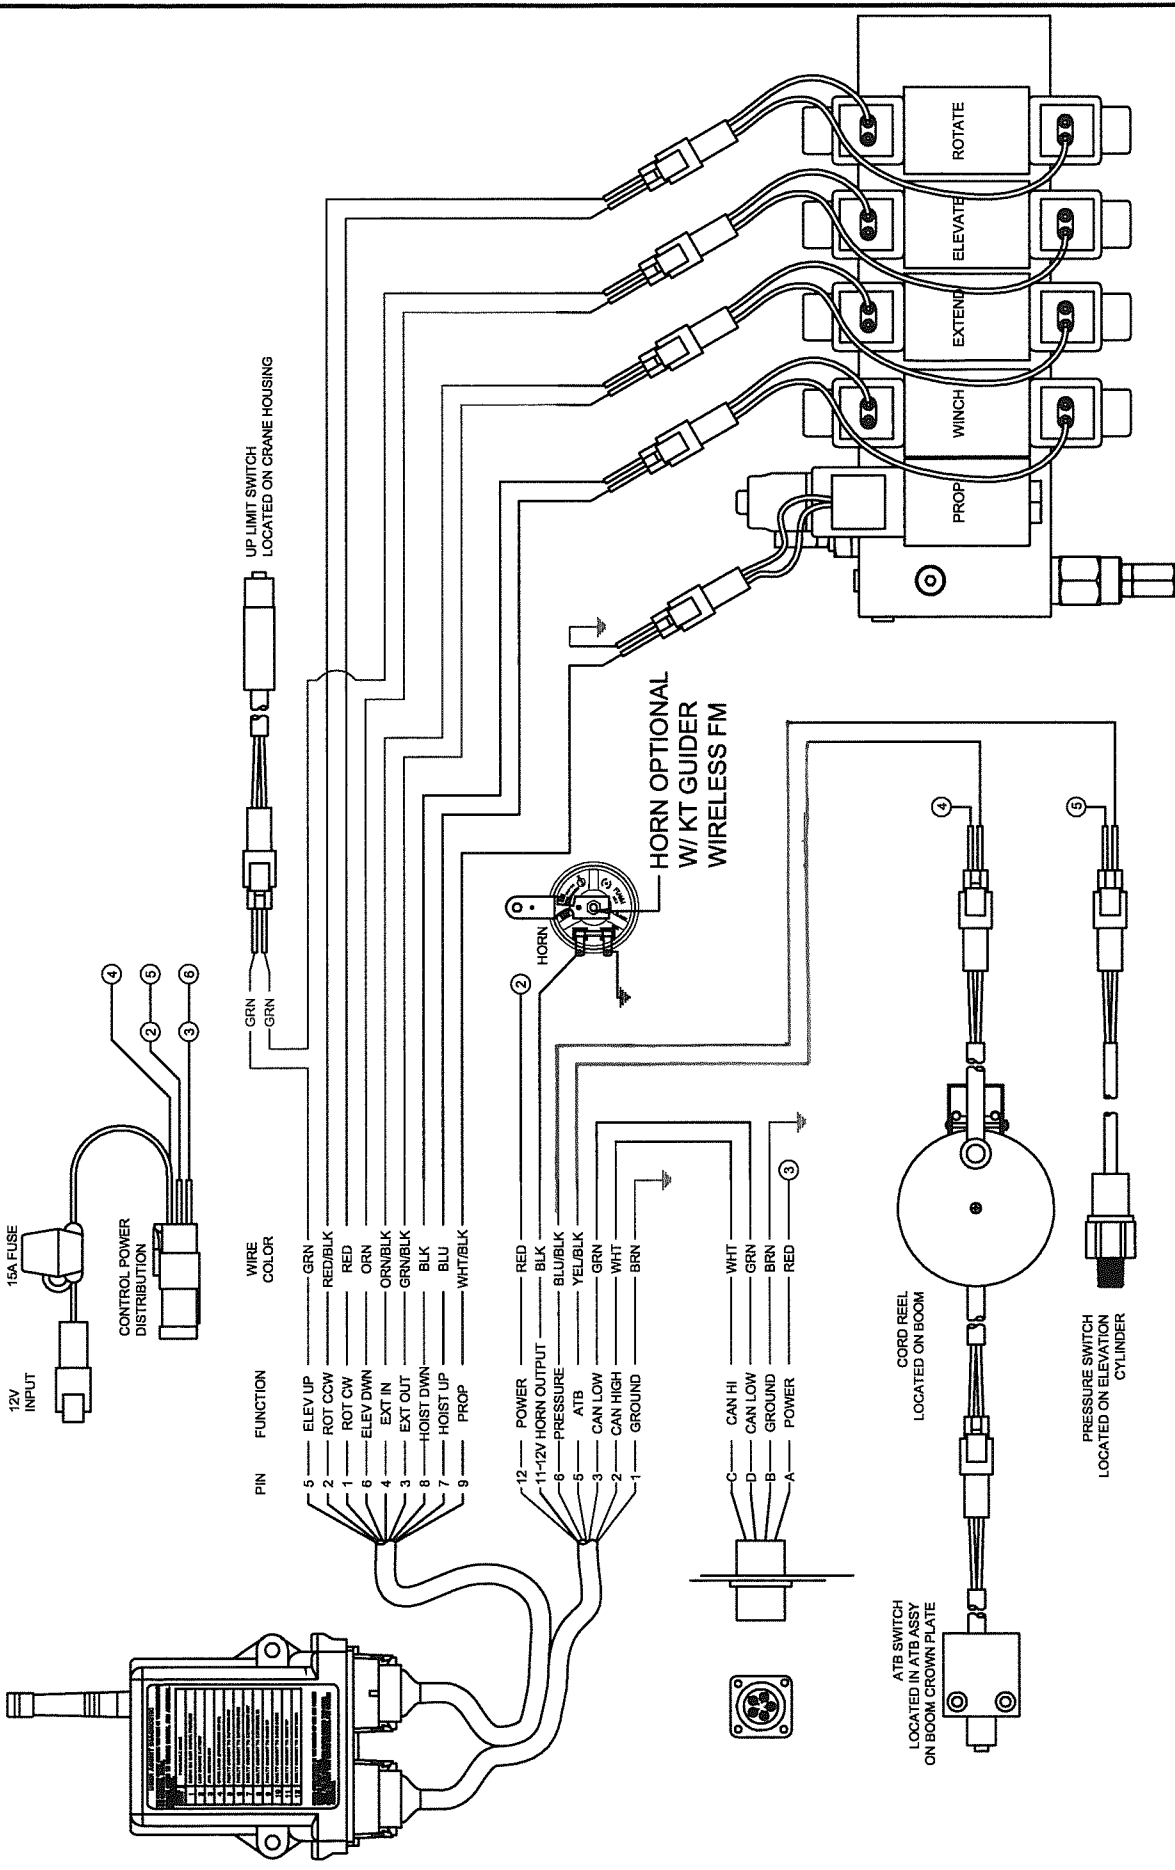 12V
INPUT
15A FUSE
CONTROL POWER
DISTRIBUTION
4
2
5
3
6
UP LIMIT SWITCH
LOCATED ON CRANE HOUSING
GRN
GRN
PIN
FUNCTION
WIRE
COLOR
5 ELEV UP GRN
2 ROT CCW RED/BLK
1 ROT CW RED
6 ELEV DWN ORN
4 EXT IN ORN/BLK
3 EXT OUT GRN/BLK
8 HOIST DWN BLK
7 HOIST UP BLU
9 PROP WHT/BLK
12 POWER RED
2
11 12V HORN OUTPUT BLK
6 PRESSURE BLU/BLK
5 ATB YEL/BLK
3 CAN LOW GRN
2 CAN HIGH WHT
1 GROUND BRN
HORN
HORN OPTIONAL
W/ KT GUIDER
WIRELESS FM
C CAN HI WHT
D CAN LOW GRN
B GROUND BRN
A POWER RED
3
PROP
WINCH
EXTEND
ELEVATE
ROTATE
ATB SWITCH
LOCATED IN ATB ASSY
ON BOOM CROWN PLATE
CORD REEL
LOCATED ON BOOM
4
PRESSURE SWITCH
LOCATED ON ELEVATION
CYLINDER
5